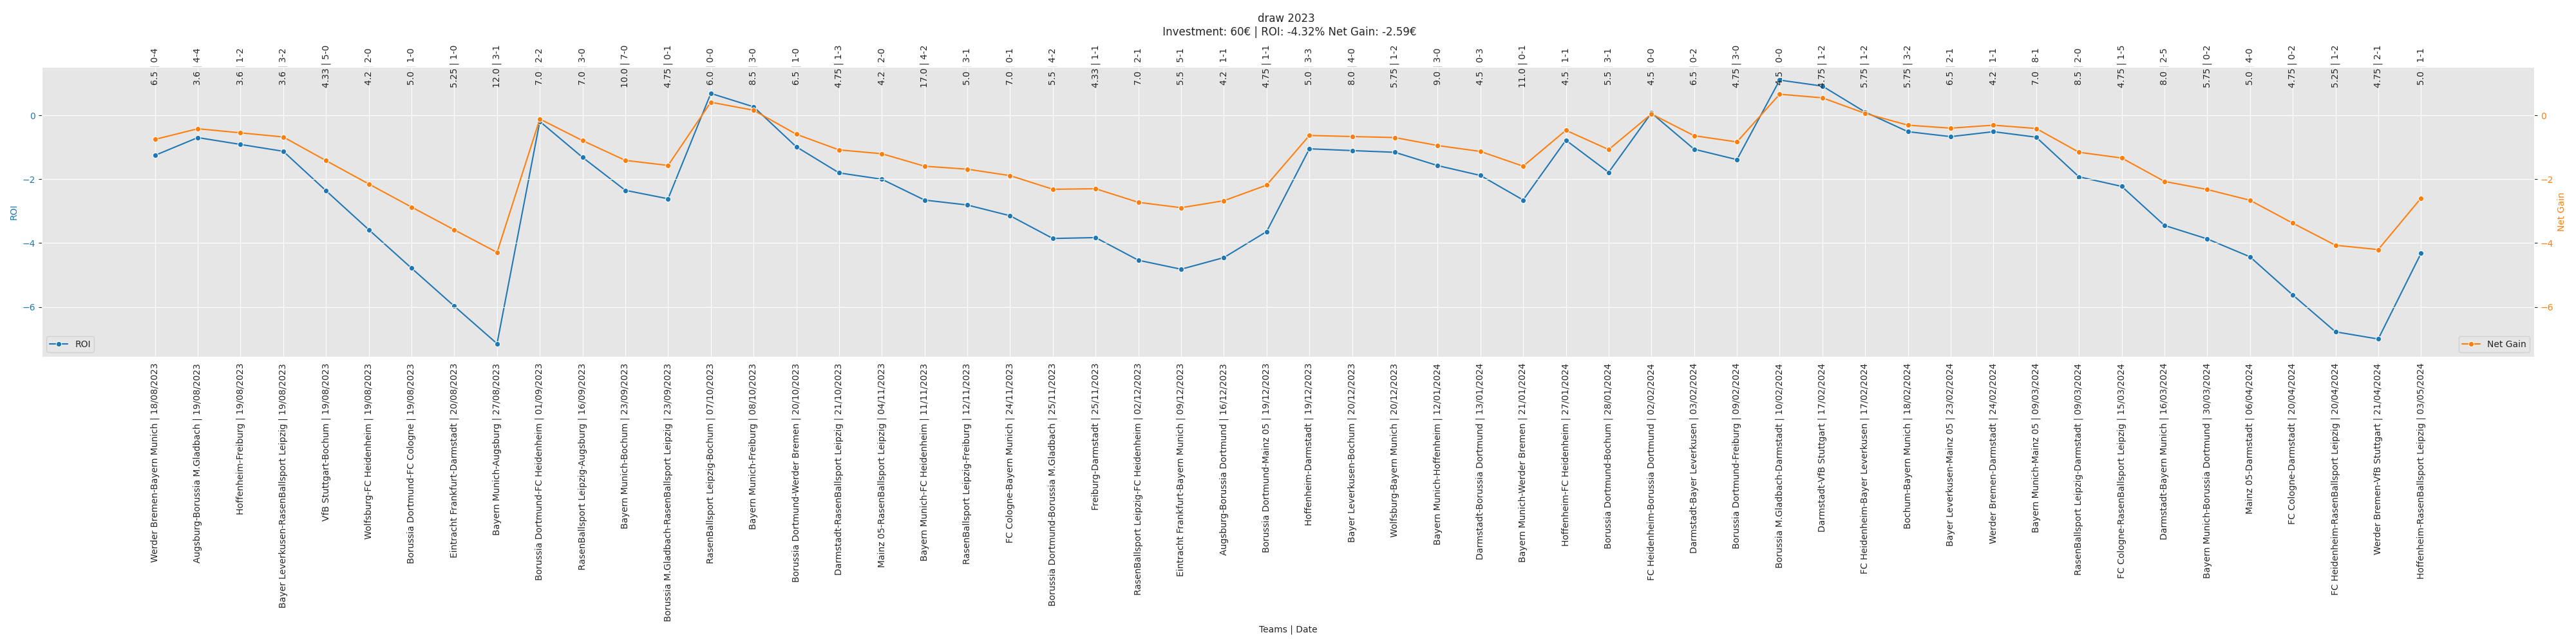 draw 2023
Investment: 60€ | ROI: -4.32% Net Gain: -2.59€
6.5 | 0-4
3.6 | 4-4
3.6 | 1-2
3.6 | 3-2
4.33 | 5-0
4.2 | 2-0
5.0 | 1-0
5.25 | 1-0
12.0 | 3-1
7.0 | 2-2
7.0 | 3-0
10.0 | 7-0
4.75 | 0-1
6.0 | 0-0
8.5 | 3-0
6.5 | 1-0
4.75 | 1-3
4.2 | 2-0
17.0 | 4-2
5.0 | 3-1
7.0 | 0-1
5.5 | 4-2
4.33 | 1-1
7.0 | 2-1
5.5 | 5-1
4.2 | 1-1
4.75 | 1-1
5.0 | 3-3
8.0 | 4-0
5.75 | 1-2
9.0 | 3-0
4.5 | 0-3
11.0 | 0-1
4.5 | 1-1
5.5 | 3-1
4.5 | 0-0
6.5 | 0-2
4.75 | 3-0
| 0-0
| 1-2
5.75 | 1-2
5.75 | 3-2
6.5 | 2-1
4.2 | 1-1
7.0 | 8-1
8.5 | 2-0
4.75 | 1-5
8.0 | 2-5
5.75 | 0-2
5.0 | 4-0
4.75 | 0-2
5.25 | 1-2
4.75 | 2-1
5.0 | 1-1
0
−2
−4
−6
ROI
0
−2
−4
−6
Net Gain
ROI
Net Gain
Werder Bremen-Bayern Munich | 18/08/2023
Augsburg-Borussia M.Gladbach | 19/08/2023
Hoffenheim-Freiburg | 19/08/2023
Bayer Leverkusen-RasenBallsport Leipzig | 19/08/2023
VfB Stuttgart-Bochum | 19/08/2023
Wolfsburg-FC Heidenheim | 19/08/2023
Borussia Dortmund-FC Cologne | 19/08/2023
Eintracht Frankfurt-Darmstadt | 20/08/2023
Bayern Munich-Augsburg | 27/08/2023
Borussia Dortmund-FC Heidenheim | 01/09/2023
RasenBallsport Leipzig-Augsburg | 16/09/2023
Bayern Munich-Bochum | 23/09/2023
Borussia M.Gladbach-RasenBallsport Leipzig | 23/09/2023
RasenBallsport Leipzig-Bochum | 07/10/2023
Bayern Munich-Freiburg | 08/10/2023
Borussia Dortmund-Werder Bremen | 20/10/2023
Darmstadt-RasenBallsport Leipzig | 21/10/2023
Mainz 05-RasenBallsport Leipzig | 04/11/2023
Bayern Munich-FC Heidenheim | 11/11/2023
RasenBallsport Leipzig-Freiburg | 12/11/2023
FC Cologne-Bayern Munich | 24/11/2023
Borussia Dortmund-Borussia M.Gladbach | 25/11/2023
Freiburg-Darmstadt | 25/11/2023
RasenBallsport Leipzig-FC Heidenheim | 02/12/2023
Eintracht Frankfurt-Bayern Munich | 09/12/2023
Augsburg-Borussia Dortmund | 16/12/2023
Borussia Dortmund-Mainz 05 | 19/12/2023
Hoffenheim-Darmstadt | 19/12/2023
Bayer Leverkusen-Bochum | 20/12/2023
Wolfsburg-Bayern Munich | 20/12/2023
Bayern Munich-Hoffenheim | 12/01/2024
Darmstadt-Borussia Dortmund | 13/01/2024
Bayern Munich-Werder Bremen | 21/01/2024
Hoffenheim-FC Heidenheim | 27/01/2024
Borussia Dortmund-Bochum | 28/01/2024
FC Heidenheim-Borussia Dortmund | 02/02/2024
Darmstadt-Bayer Leverkusen | 03/02/2024
Borussia Dortmund-Freiburg | 09/02/2024
Borussia M.Gladbach-Darmstadt | 10/02/2024
Darmstadt-VfB Stuttgart | 17/02/2024
FC Heidenheim-Bayer Leverkusen | 17/02/2024
Bochum-Bayern Munich | 18/02/2024
Bayer Leverkusen-Mainz 05 | 23/02/2024
Werder Bremen-Darmstadt | 24/02/2024
Bayern Munich-Mainz 05 | 09/03/2024
RasenBallsport Leipzig-Darmstadt | 09/03/2024
FC Cologne-RasenBallsport Leipzig | 15/03/2024
Darmstadt-Bayern Munich | 16/03/2024
Bayern Munich-Borussia Dortmund | 30/03/2024
Mainz 05-Darmstadt | 06/04/2024
FC Cologne-Darmstadt | 20/04/2024
FC Heidenheim-RasenBallsport Leipzig | 20/04/2024
Werder Bremen-VfB Stuttgart | 21/04/2024
Hoffenheim-RasenBallsport Leipzig | 03/05/2024
Teams | Date